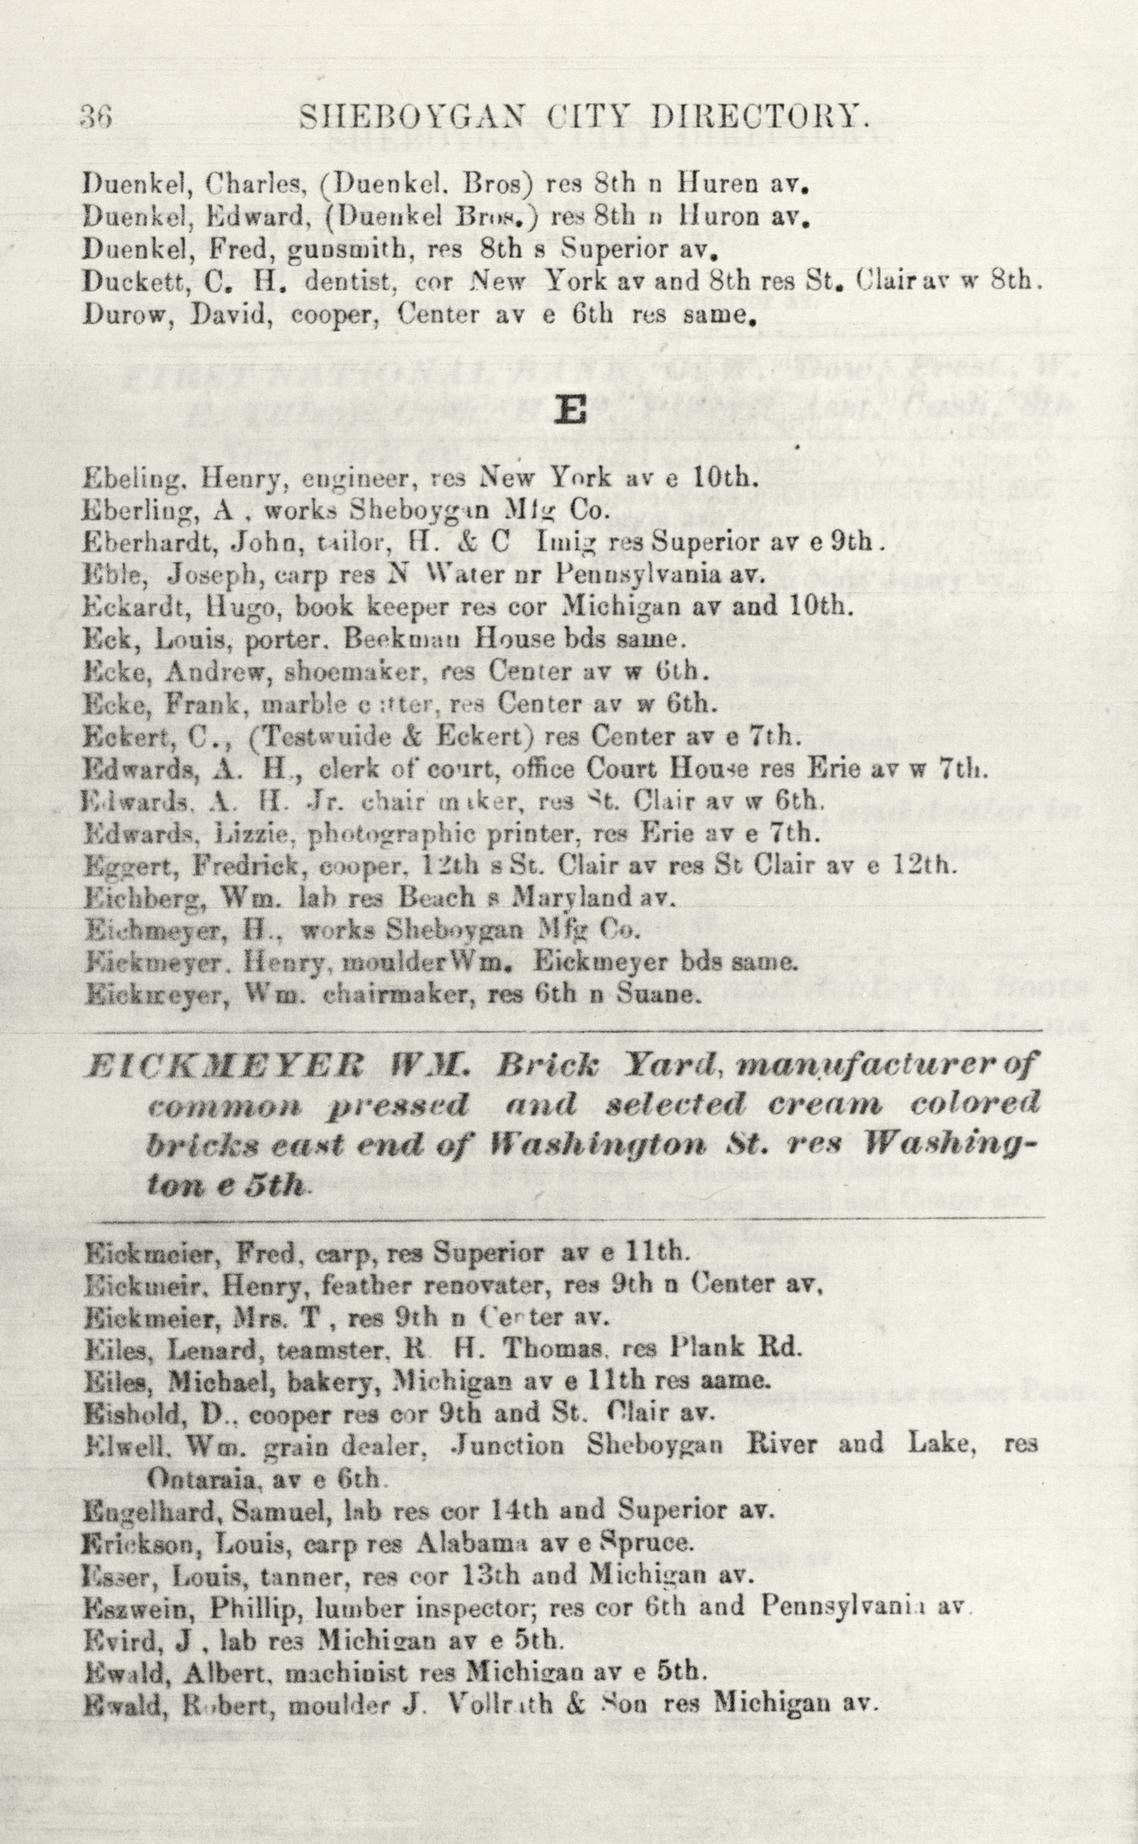 36 SHEBOYGAN CITY DIRECTORY.
Duenkel, Charles, (Duenkel. Bros) res 8th n Huren av.
Duenkel, Edward, (Duenkel Bros.) res 8th n Huron av.
Duenkel, Fred, gunsmith, res 8th s Superior av.
Duckett, C. H. dentist, cor New York av and 8th res St. Clair av w 8th.
Durow, David, cooper, Center av e 6th res same.
E
Ebeling, Henry, engineer, res New York av e 10th.
Eberling, A , works Sheboygan Mfg Co.
Eberhardt, John, tailor, H. & C Imig res Superior av e 9th.
Eble, Joseph, carp res N Water nr Pennsylvania av.
Eckardt, Hugo, book keeper res cor Michigan av and 10th.
Eck, Louis, porter. Beekman House bds same.
Ecke, Andrew, shoemaker, res Center av w 6th.
Ecke, Frank, marble cutter, res Center av w 6th.
Eckert, C., (Testwuide & Eckert) res Center av e 7th.
Edwards, A. H., clerk of court, office Court House res Erie av w 7th.
Edwards, A. H. Jr. chair maker, res St. Clair av w 6th.
Edwards, Lizzie, photographic printer, res Erie av e 7th.
Eggert, Fredrick, cooper, 12th s St. Clair av res St Clair av e 12th.
Eichberg, Wm. lab res Beach s Maryland av.
Eichmeyer, H., works Sheboygan Mfg Co.
Eickmeyer. Henry, moulder Wm. Eickmeyer bds same.
Eickmeyer, Wm. chairmaker, res 6th n Suane.
EICKMEYER WM. Brick Yard, manufacturer of
common pressed and selected cream colored
bricks east end of Washington St. res Washing-
ton e 5th.
Eickmeier, Fred, carp, res Superior av e 11th.
Eickmeir, Henry, feather renovater, res 9th n Center av,
Eickmeier, Mrs. T , res 9th n Center av.
Eiles, Lenard, teamster, R H. Thomas, res Plank Rd.
Eiles, Michael, bakery, Michigan av e 11th res aame.
Eishold, D., cooper res cor 9th and St. Clair av.
Elwell, Wm. grain dealer, Junction Sheboygan River and Lake, res
Ontaraia, av e 6th.
Engelhard, Samuel, lab res cor 14th and Superior av.
Erickson, Louis, carp res Alabama av e Spruce.
Esser, Louis, tanner, res cor 13th and Michigan av.
Eszwein, Phillip, lumber inspector; res cor 6th and Pennsylvania av.
Evird, J , lab res Michigan av e 5th.
Ewald, Albert, machinist res Michigan av e 5th.
Ewald, Robert, moulder J. Vollrath & Son res Michigan av.